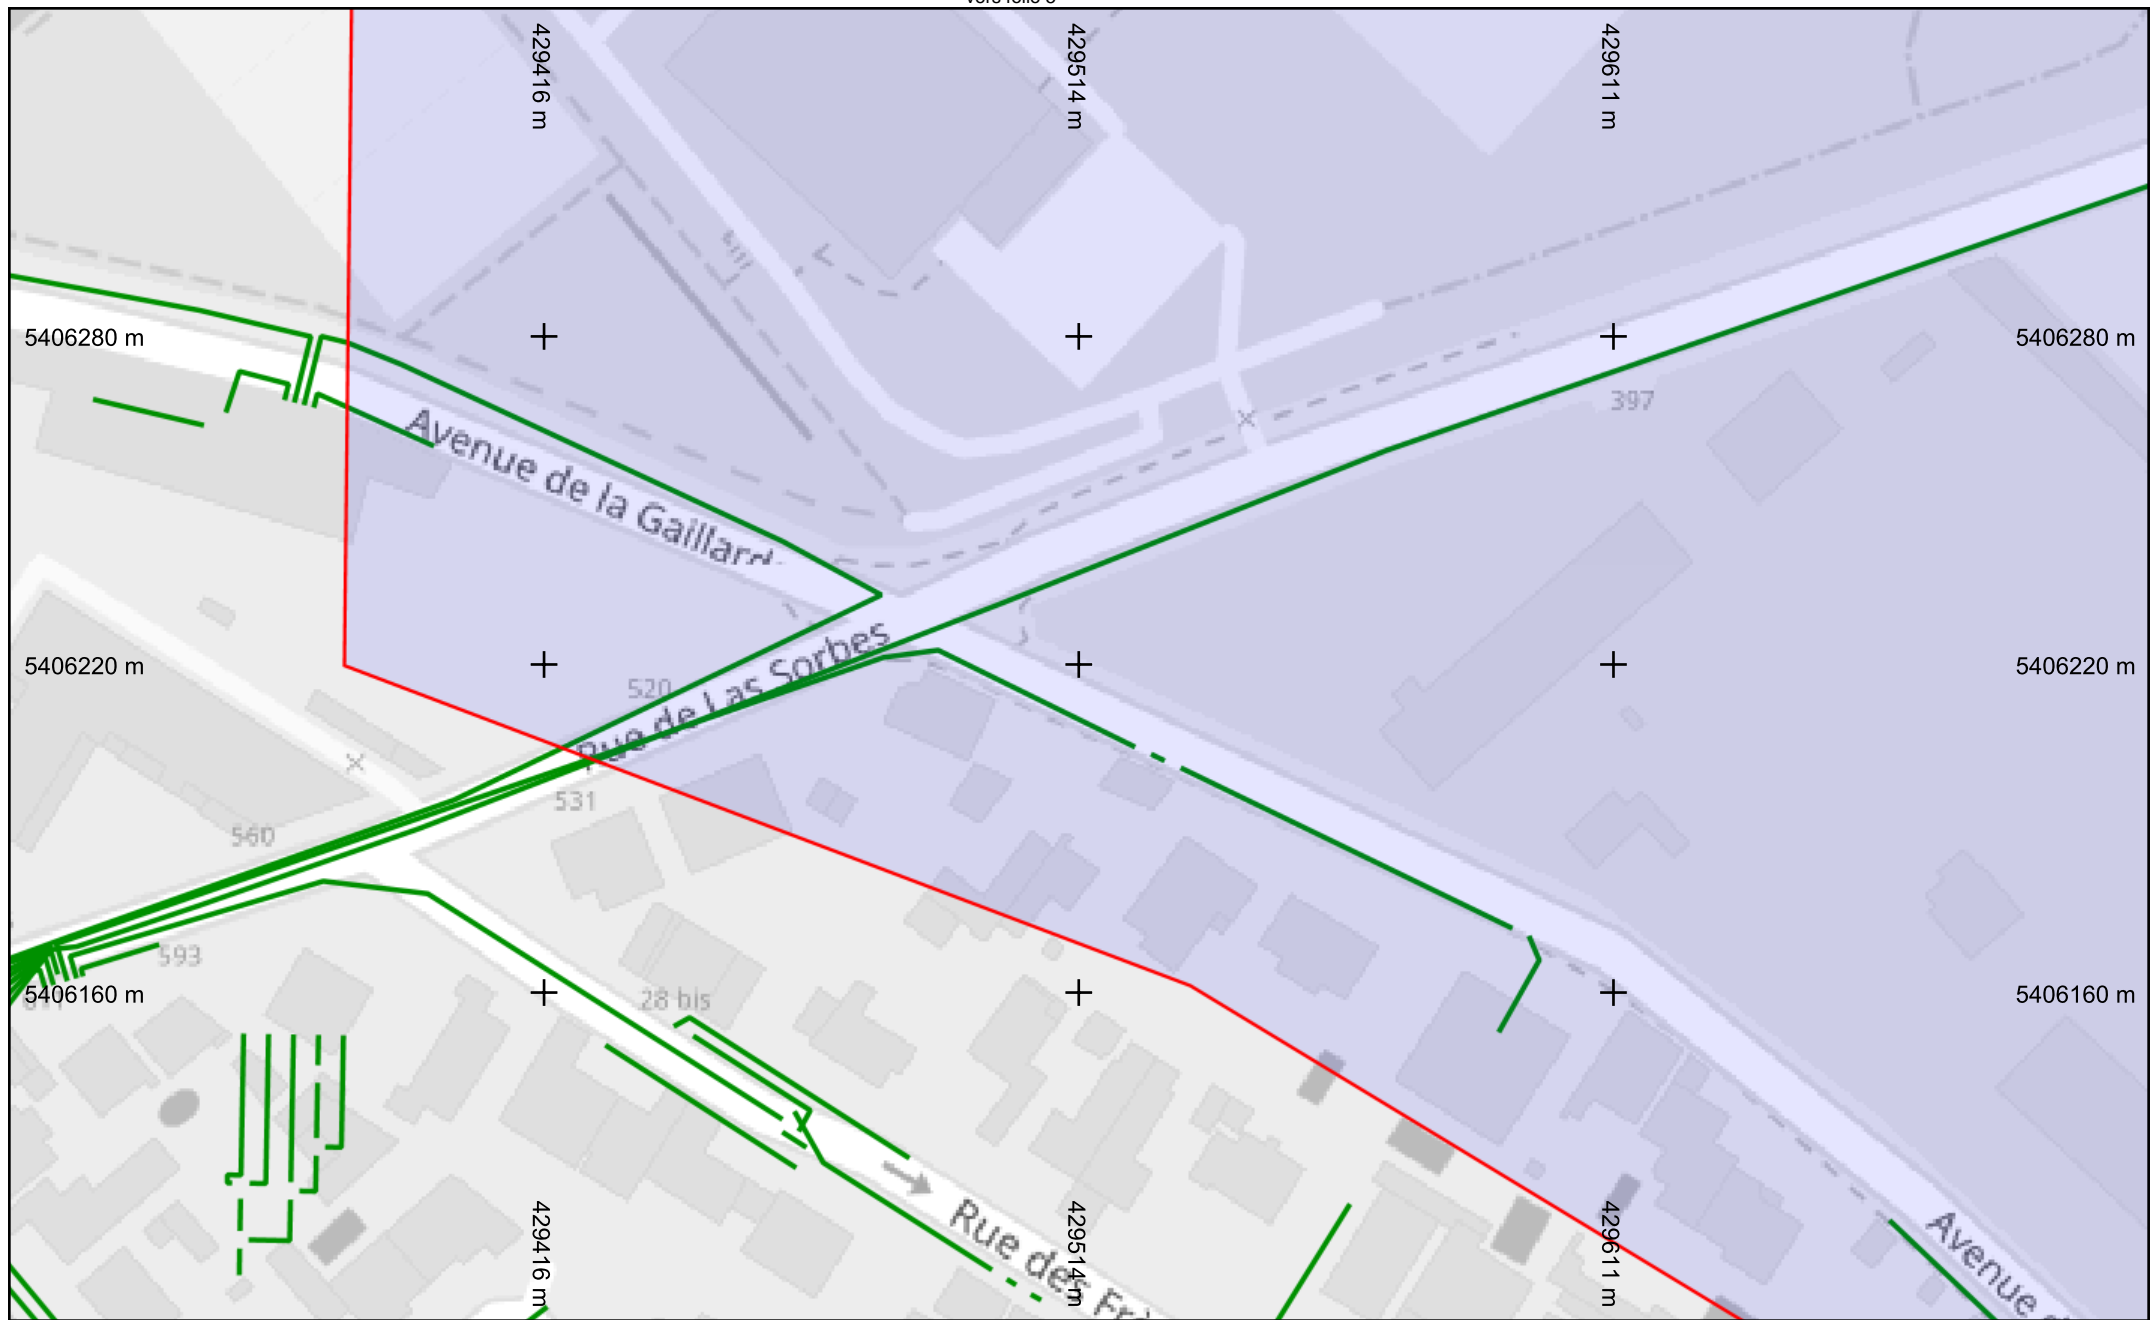 429416 m
429514 m
429611 m
5406280 m
5406280 m
397
Avenue de la Gaillard
Rue de Las Sorbes
5406220 m
5406220 m
520
531
560
593
5406160 m
5406160 m
28 bis
429416 m
429514 m
429611 m
Rue des Frè
Avenue d